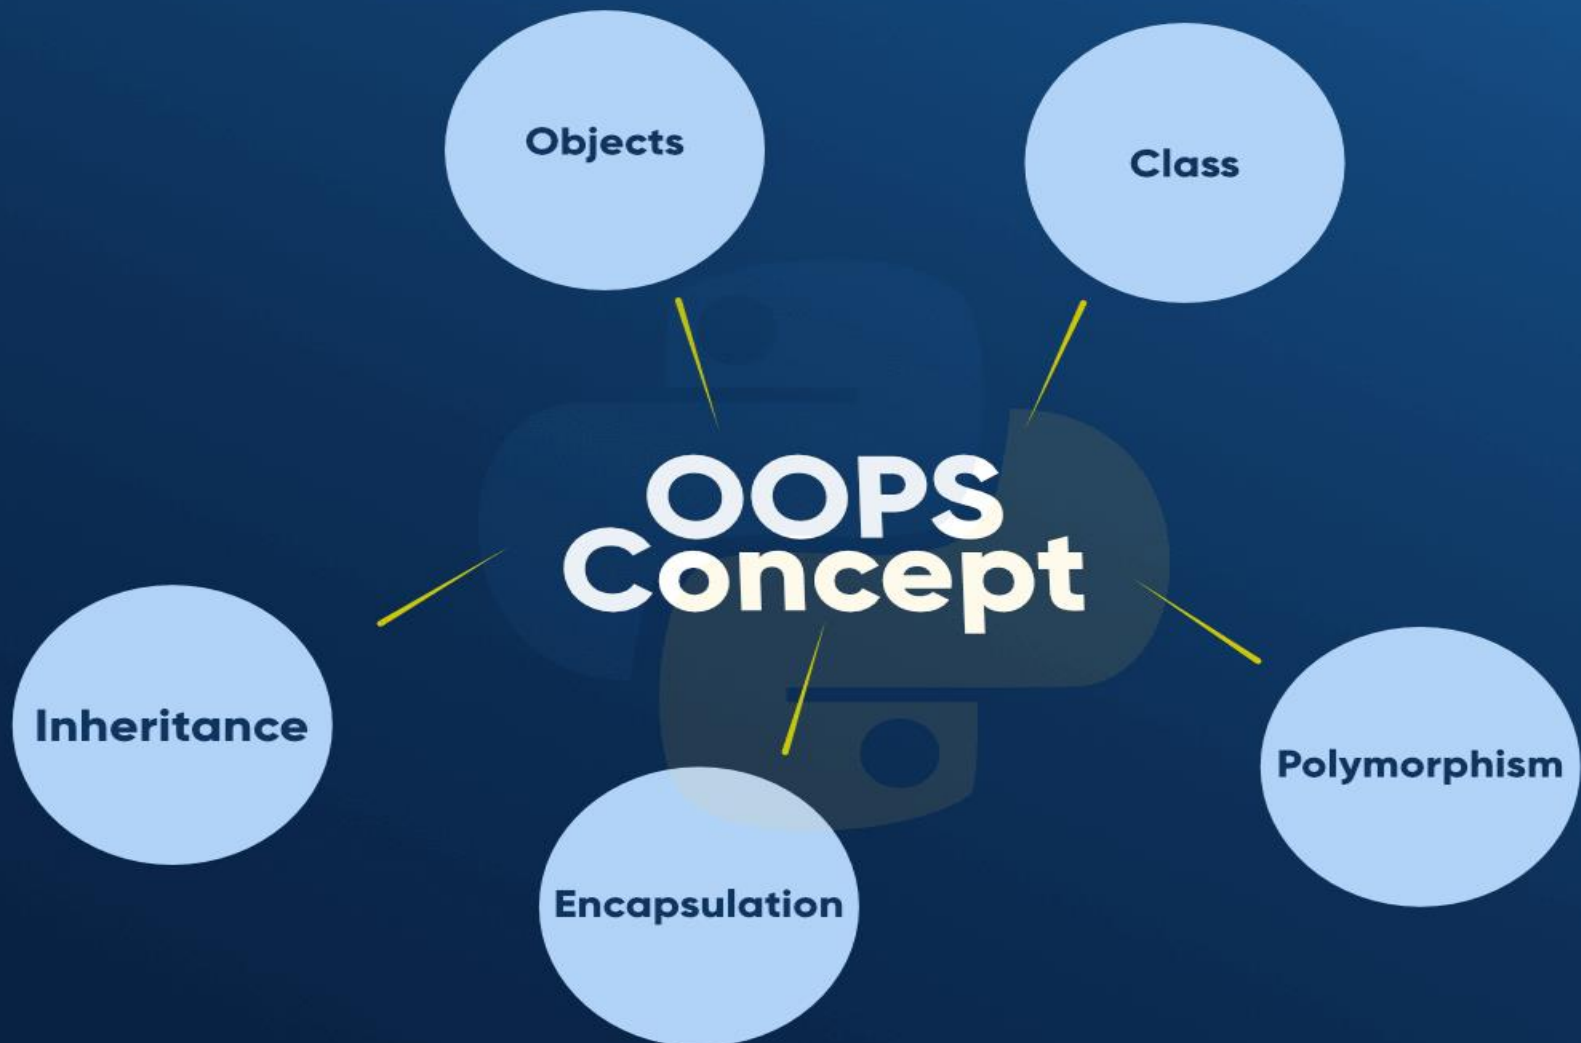 Objects
Class
OOPS
Concept
Inheritance
Polymorphism
Encapsulation